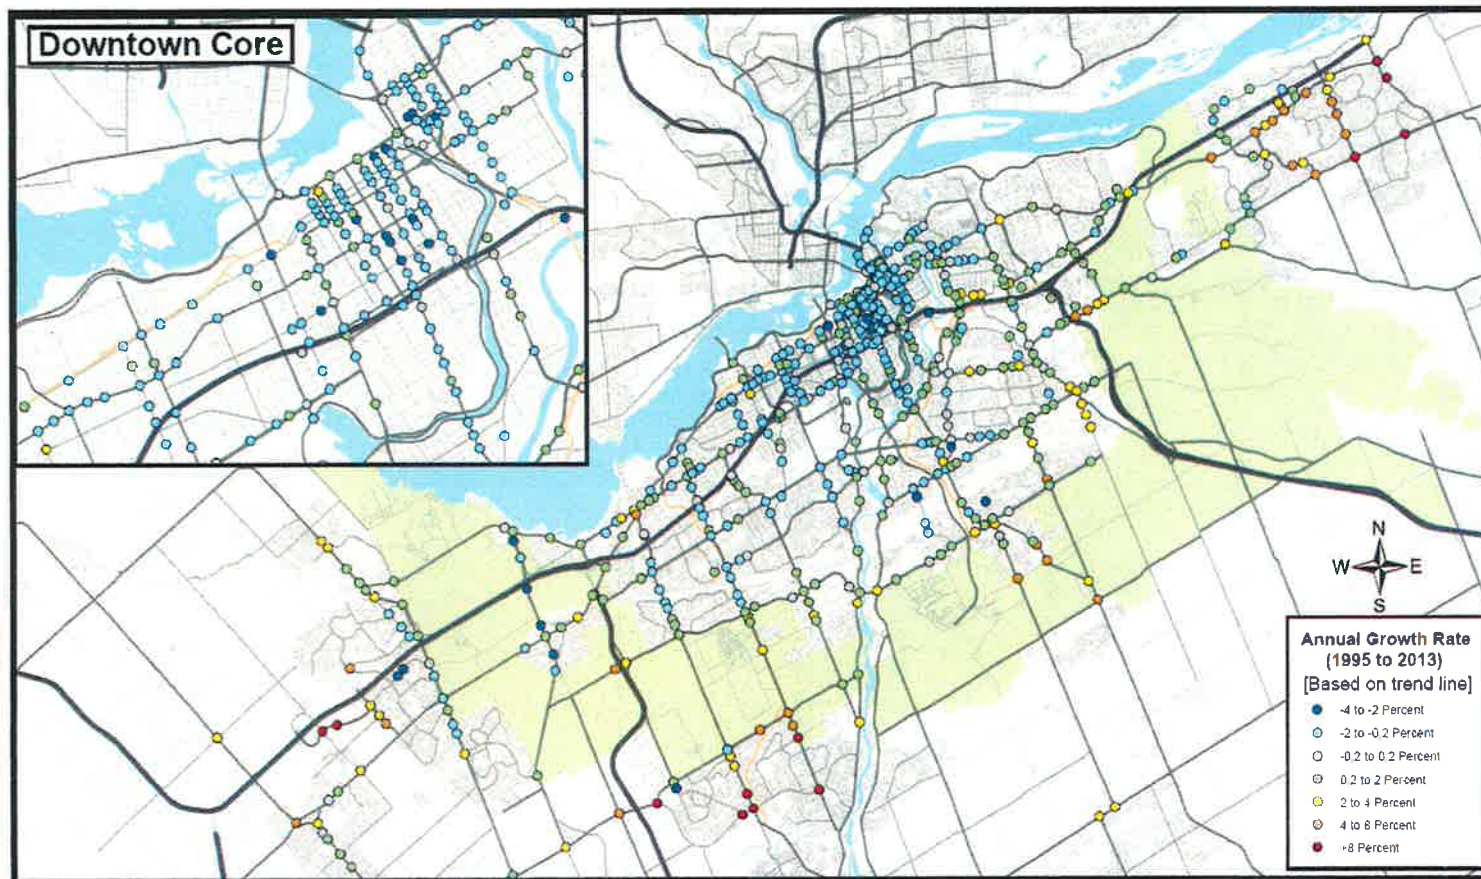 Downtown Core
N
W E
S
Annual Growth Rate
(1995 to 2013)
[Based on trend line]
-4 to -2 Percent
-2 to -0.2 Percent
-0.2 to 0.2 Percent
0.2 to 2 Percent
2 to 4 Percent
4 to 8 Percent
+8 Percent